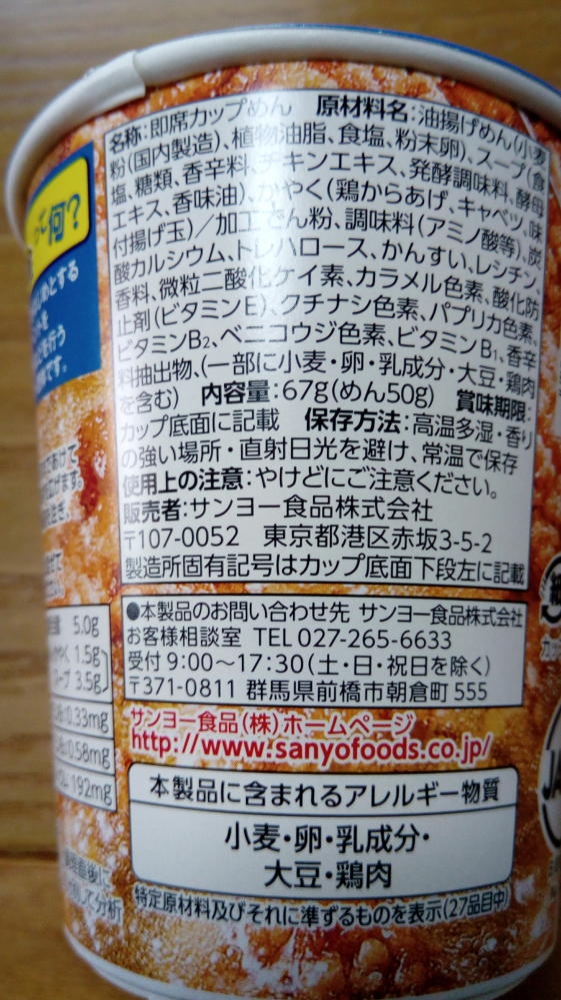 名称:即席カップめん 原材料名:油揚げめん(小麦
粉(国内製造)、植物油脂、食塩、粉末卵)、スープ(食
塩、糖類、香辛料、チキンエキス、発酵調味料、酵母
エキス、香味油)、かやく(鶏からあげ、キャベツ、味
付揚げ玉)/加工でん粉、調味料(アミノ酸等)、炭
酸カルシウム、トレハロース、かんすい、レシチン、
香料、微粒二酸化ケイ素、カラメル色素、酸化防
止剤(ビタミンE)、クチナシ色素、パプリカ色素、
ビタミンB₂、ベニコウジ色素、ビタミンB₁、香辛
料抽出物、(一部に小麦・卵・乳成分・大豆・鶏肉
を含む) 内容量:67g(めん50g) 賞味期限:
カップ底面に記載 保存方法:高温多湿・香り
の強い場所・直射日光を避け、常温で保存
使用上の注意:やけどにご注意ください。
販売者:サンヨー食品株式会社
〒107-0052 東京都港区赤坂3-5-2
製造所固有記号はカップ底面下段左に記載
●本製品のお問い合わせ先 サンヨー食品株式会社
お客様相談室 TEL 027-265-6633
受付 9:00~17:30(土・日・祝日を除く)
〒371-0811 群馬県前橋市朝倉町 555
サンヨー食品(株)ホームページ
http://www.sanyofoods.co.jp/
本製品に含まれるアレルギー物質
小麦・卵・乳成分・
大豆・鶏肉
特定原材料及びそれに準ずるものを表示(27品目中)
何?
とする
を行う
です。
5.0g
1.5g
スープ 3.5g
0.33mg
0.58mg
192mg
直後に
して分析